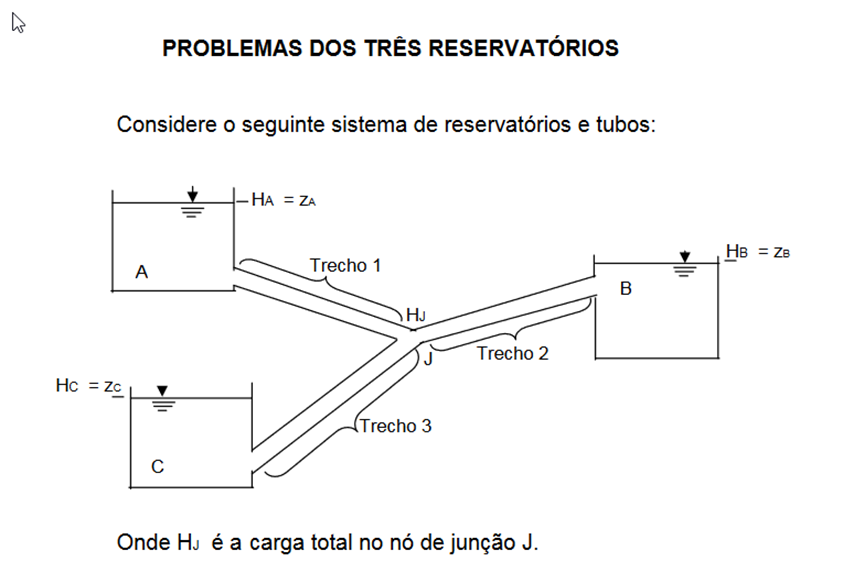 PROBLEMAS DOS TRÊS RESERVATÓRIOS
Considere o seguinte sistema de reservatórios e tubos:
HA = ZA
Trecho 1
A
HB = ZB
B
HJ
J
Trecho 2
HC = ZC
Trecho 3
C
Onde HJ é a carga total no nó de junção J.